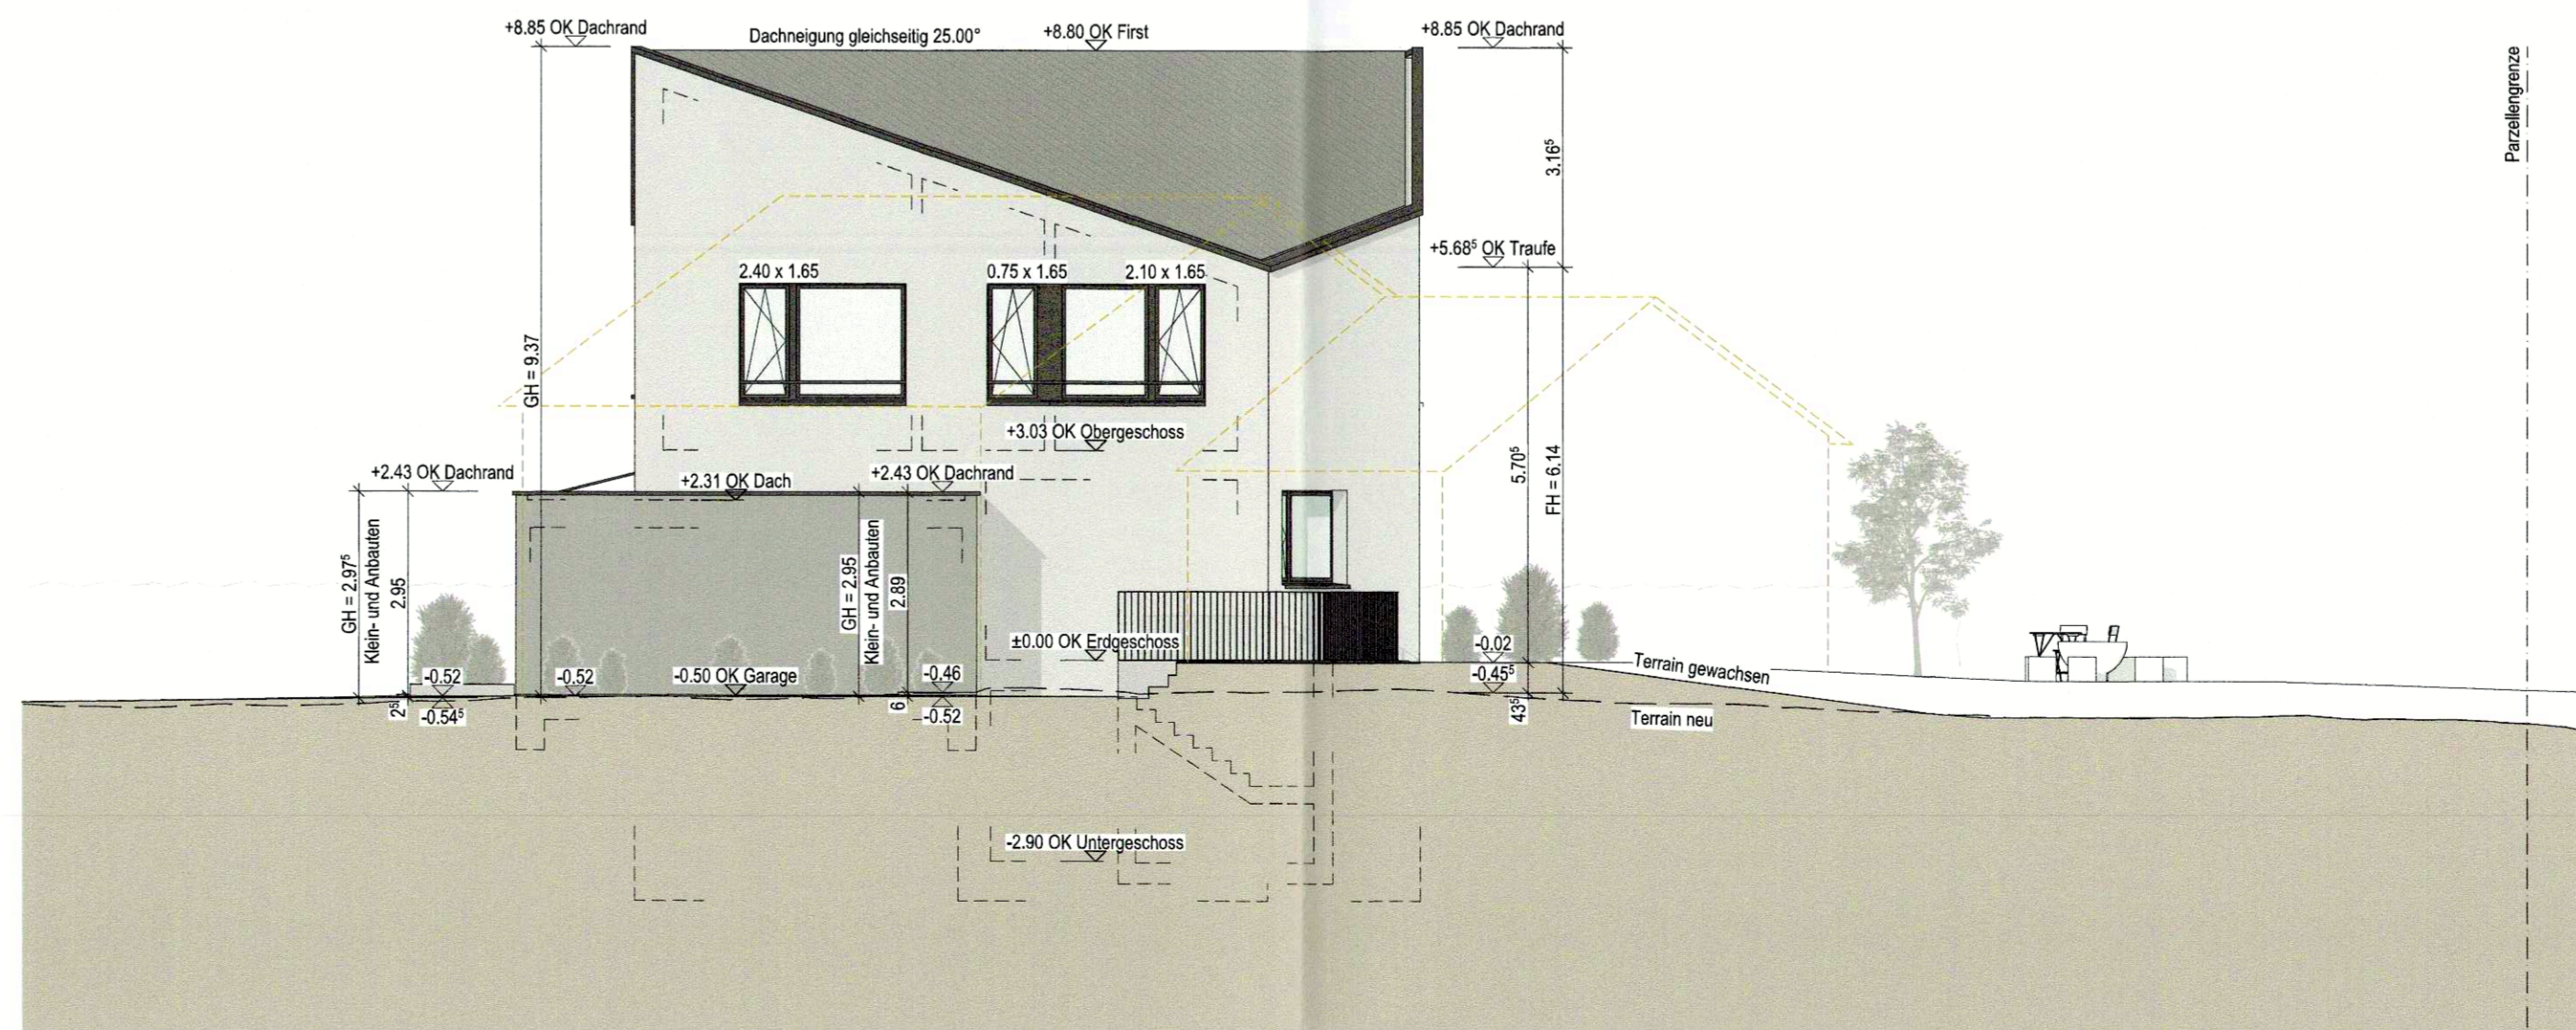 +8.85 OK Dachrand
Dachneigung gleichseitig 25.00°
+8.80 OK First
+8.85 OK Dachrand
Parzellengrenze
3.16⁵
+5.68⁵ OK Traufe
2.40 x 1.65
0.75 x 1.65
2.10 x 1.65
GH = 9.37
+3.03 OK Obergeschoss
5.70⁵
FH = 6.14
+2.43 OK Dachrand
+2.31 OK Dach
+2.43 OK Dachrand
GH = 2.97⁵
Klein- und Anbauten
2.95
GH = 2.95
Klein- und Anbauten
2.89
±0.00 OK Erdgeschoss
-0.02
-0.45⁵
43⁵
Terrain gewachsen
Terrain neu
-0.52
-0.54⁵
2⁵
-0.52
-0.50 OK Garage
-0.46
-0.52
6
-2.90 OK Untergeschoss